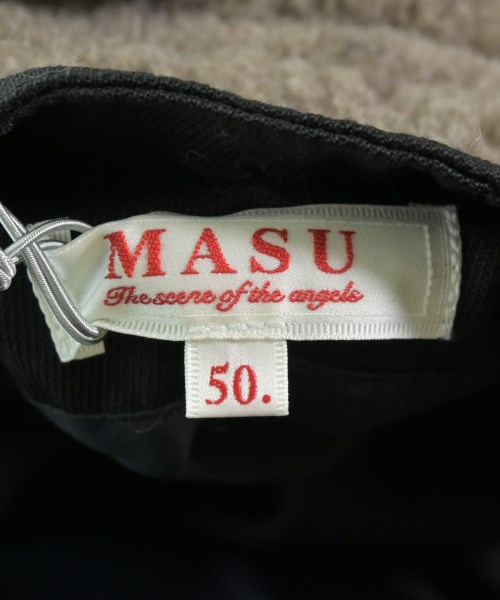 MASU
The scene of the angels
50.